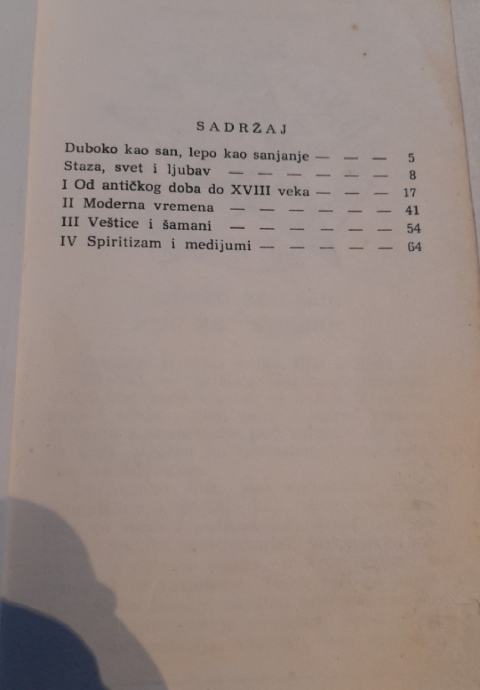 SADRŽAJ
Duboko kao san, lepo kao sanjanje — — — 5
Staza, svet i ljubav — — — — — — 8
I Od antičkog doba do XVIII veka — — — 17
II Moderna vremena — — — — — — 41
III Veštice i šamani — — — — — — 54
IV Spiritizam i medijumi — — — — — 64